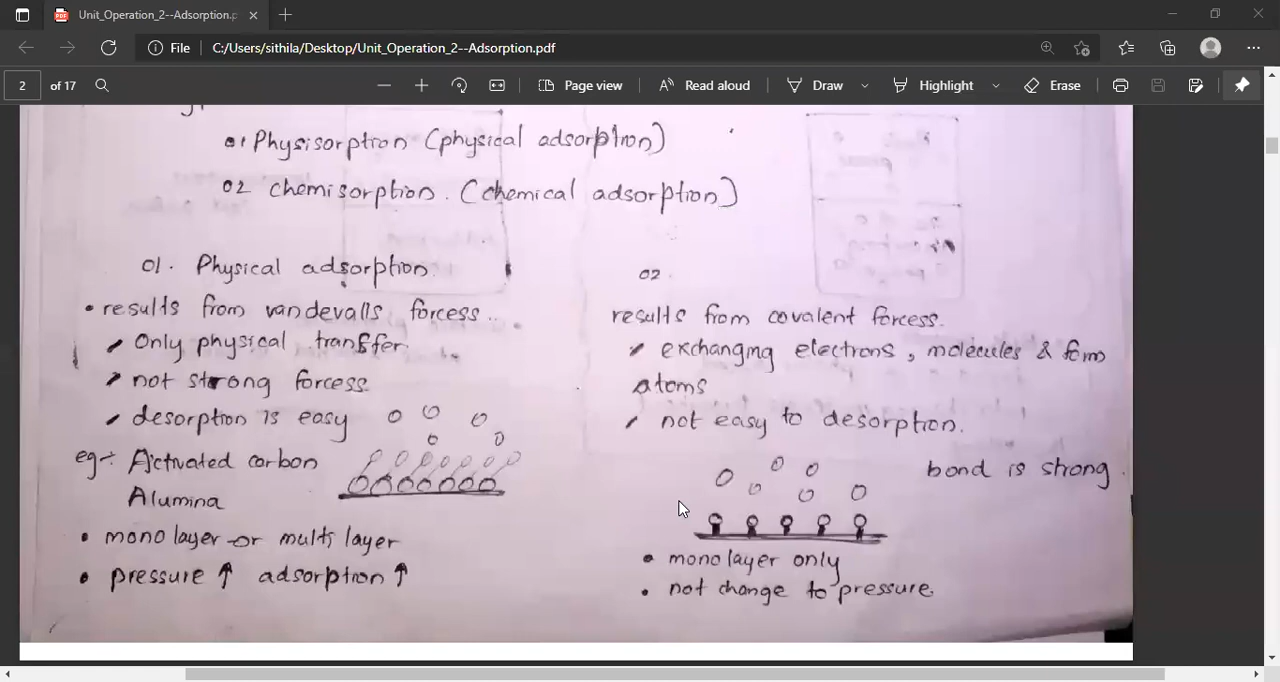 Unit_Operation_2--Adsorption.p
File
C:/Users/sithila/Desktop/Unit_Operation_2--Adsorption.pdf
2 of 17
Page view
Read aloud
Draw
Highlight
Erase
01 Physisorption (physical adsorption)
02 chemisorption. (chemical adsorption)
01. Physical adsorption.
• results from vandevalls forcess..
Only physical transfer.
not strong forcess
desorption is easy
eg:- Activated carbon
Alumina
• mono layer or multi layer
• pressure ↑ adsorption ↑
02.
results from covalent forcess.
exchanging electrons, molecules & form
atoms
not easy to desorption.
bond is strong.
• mono layer only
• not change to pressure.